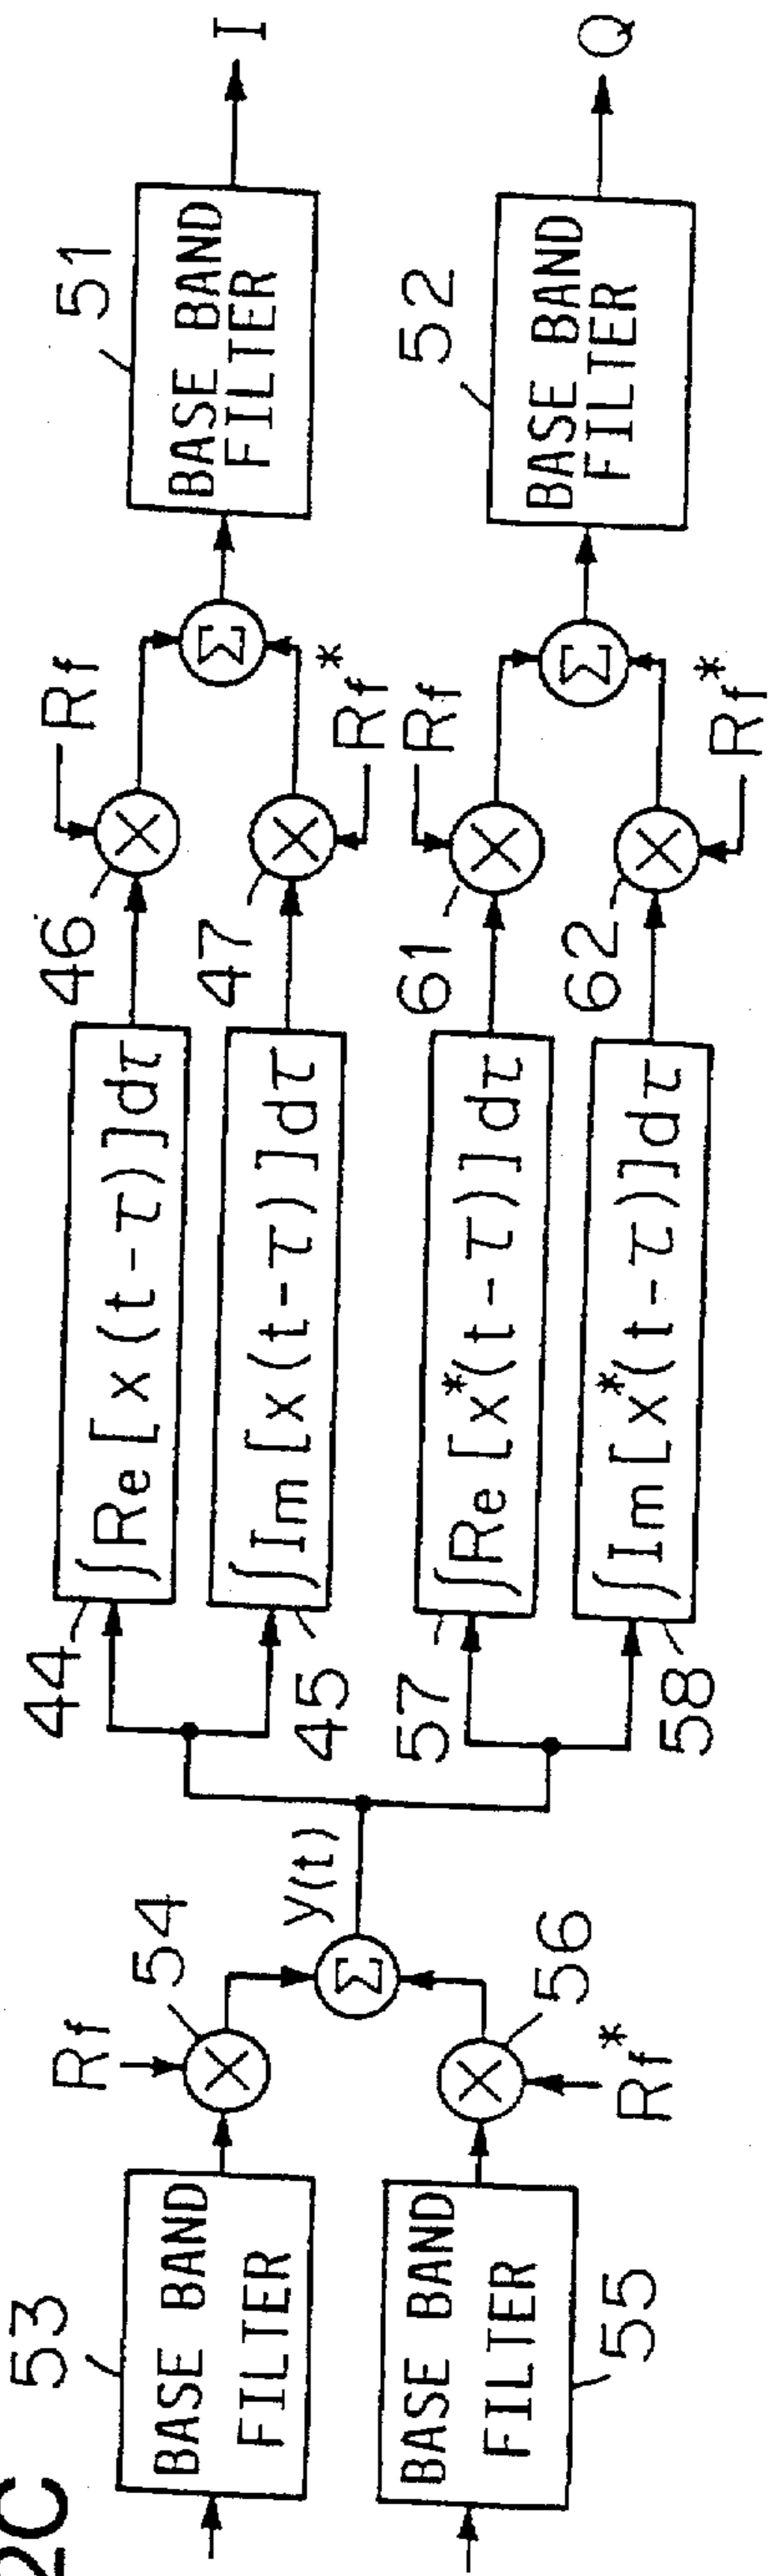 2C
53
BASE BAND
FILTER
55
BASE BAND
FILTER
Rf
54
56
Rf*
Σ
y(t)
44
∫Re[x(t-τ)]dτ
45
∫Im[x(t-τ)]dτ
57
∫Re[x*(t-τ)]dτ
58
∫Im[x*(t-τ)]dτ
46
Rf
47
Rf*
61
Rf
62
Rf*
Σ
Σ
51
BASE BAND
FILTER
52
BASE BAND
FILTER
I
Q